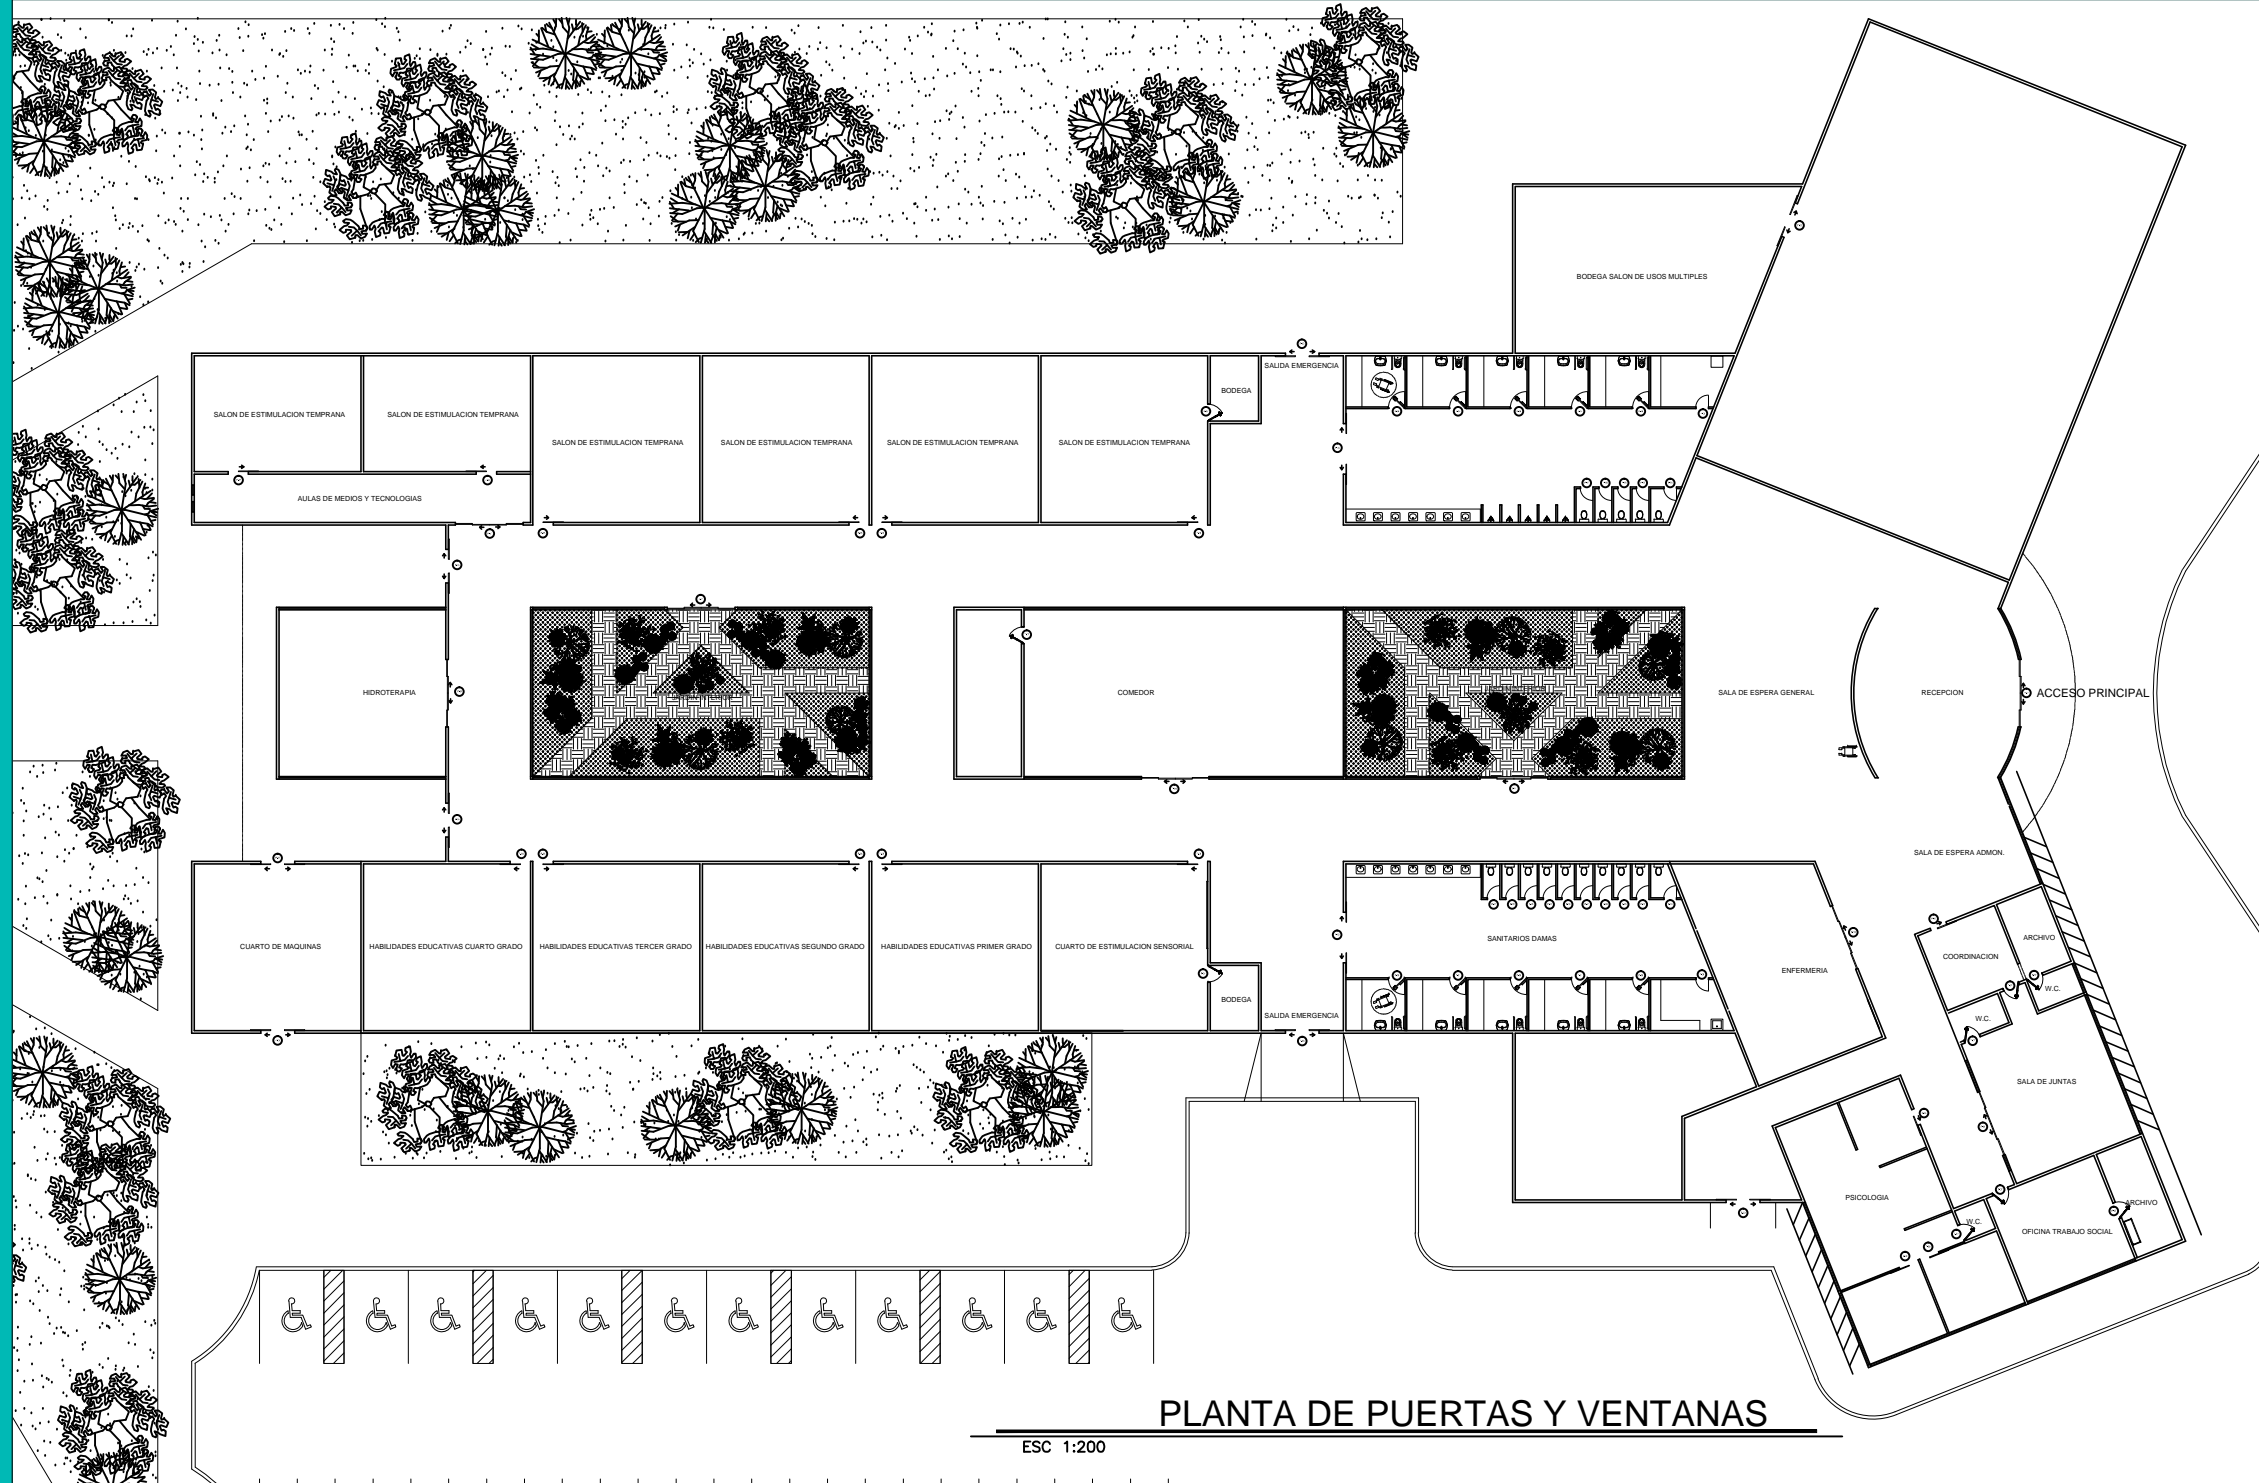 BODEGA SALON DE USOS MULTIPLES
SALIDA EMERGENCIA
BODEGA
SALON DE ESTIMULACION TEMPRANA
SALON DE ESTIMULACION TEMPRANA
SALON DE ESTIMULACION TEMPRANA
SALON DE ESTIMULACION TEMPRANA
SALON DE ESTIMULACION TEMPRANA
SALON DE ESTIMULACION TEMPRANA
AULAS DE MEDIOS Y TECNOLOGIAS
HIDROTERAPIA
COMEDOR
SALA DE ESPERA GENERAL
RECEPCION
ACCESO PRINCIPAL
SALA DE ESPERA ADMON.
CUARTO DE MAQUINAS
HABILIDADES EDUCATIVAS CUARTO GRADO
HABILIDADES EDUCATIVAS TERCER GRADO
HABILIDADES EDUCATIVAS SEGUNDO GRADO
HABILIDADES EDUCATIVAS PRIMER GRADO
CUARTO DE ESTIMULACION SENSORIAL
SANITARIOS DAMAS
ENFERMERIA
COORDINACION
ARCHIVO
W.C.
BODEGA
SALIDA EMERGENCIA
W.C.
SALA DE JUNTAS
PSICOLOGIA
ARCHIVO
W.C.
OFICINA TRABAJO SOCIAL
PLANTA DE PUERTAS Y VENTANAS
ESC 1:200